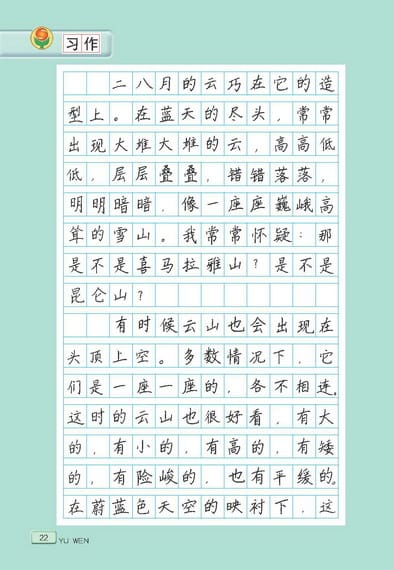 习作
二八月的云巧在它的造
型上。在蓝天的尽头，常常
出现大堆大堆的云，高高低
低，层层叠叠，错错落落，
明明暗暗，像一座座巍峨高
耸的雪山。我常常怀疑：那
是不是喜马拉雅山？是不是
昆仑山？
有时候云山也会出现在
头顶上空。多数情况下，它
们是一座一座的，各不相连。
这时的云山也很好看，有大
的，有小的，有高的，有矮
的，有险峻的，也有平缓的。
在蔚蓝色天空的映衬下，这
22 YU WEN